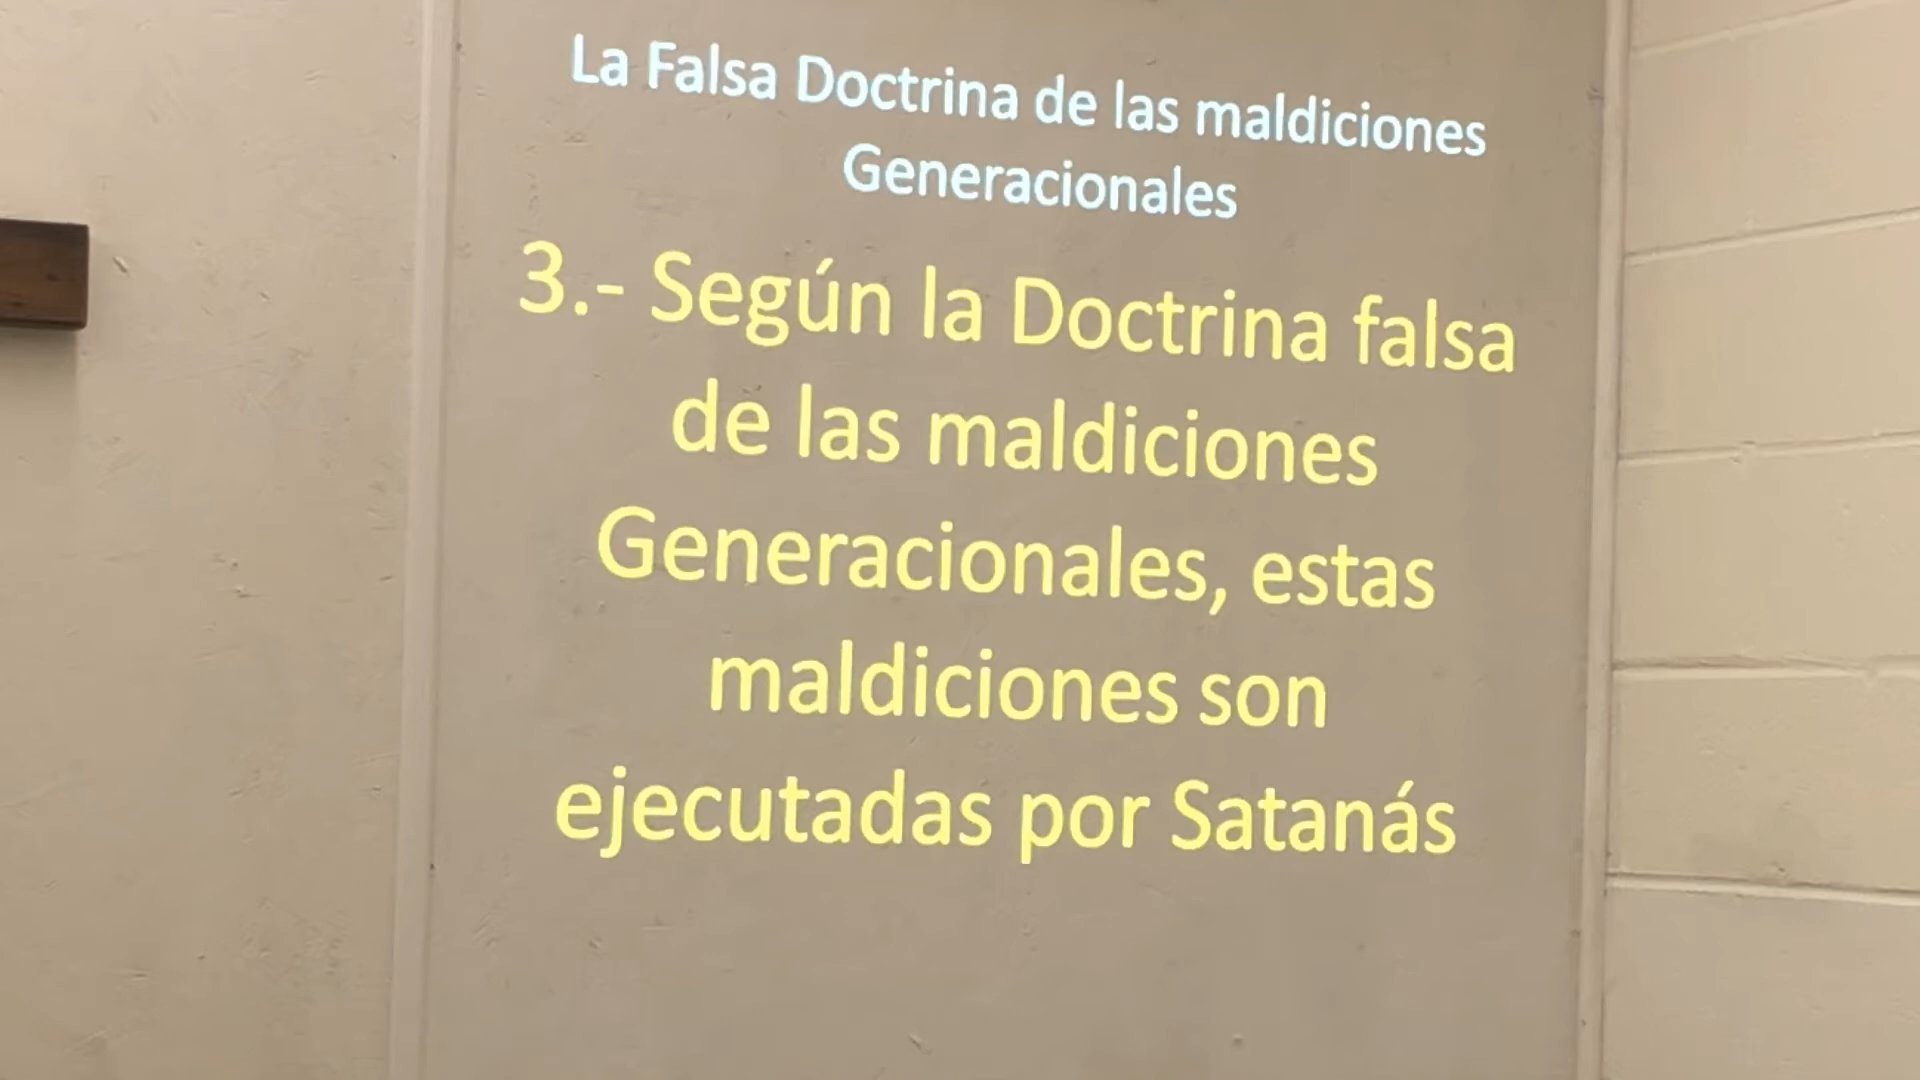 La Falsa Doctrina de las maldiciones
Generacionales
3.- Según la Doctrina falsa
de las maldiciones
Generacionales, estas
maldiciones son
ejecutadas por Satanás